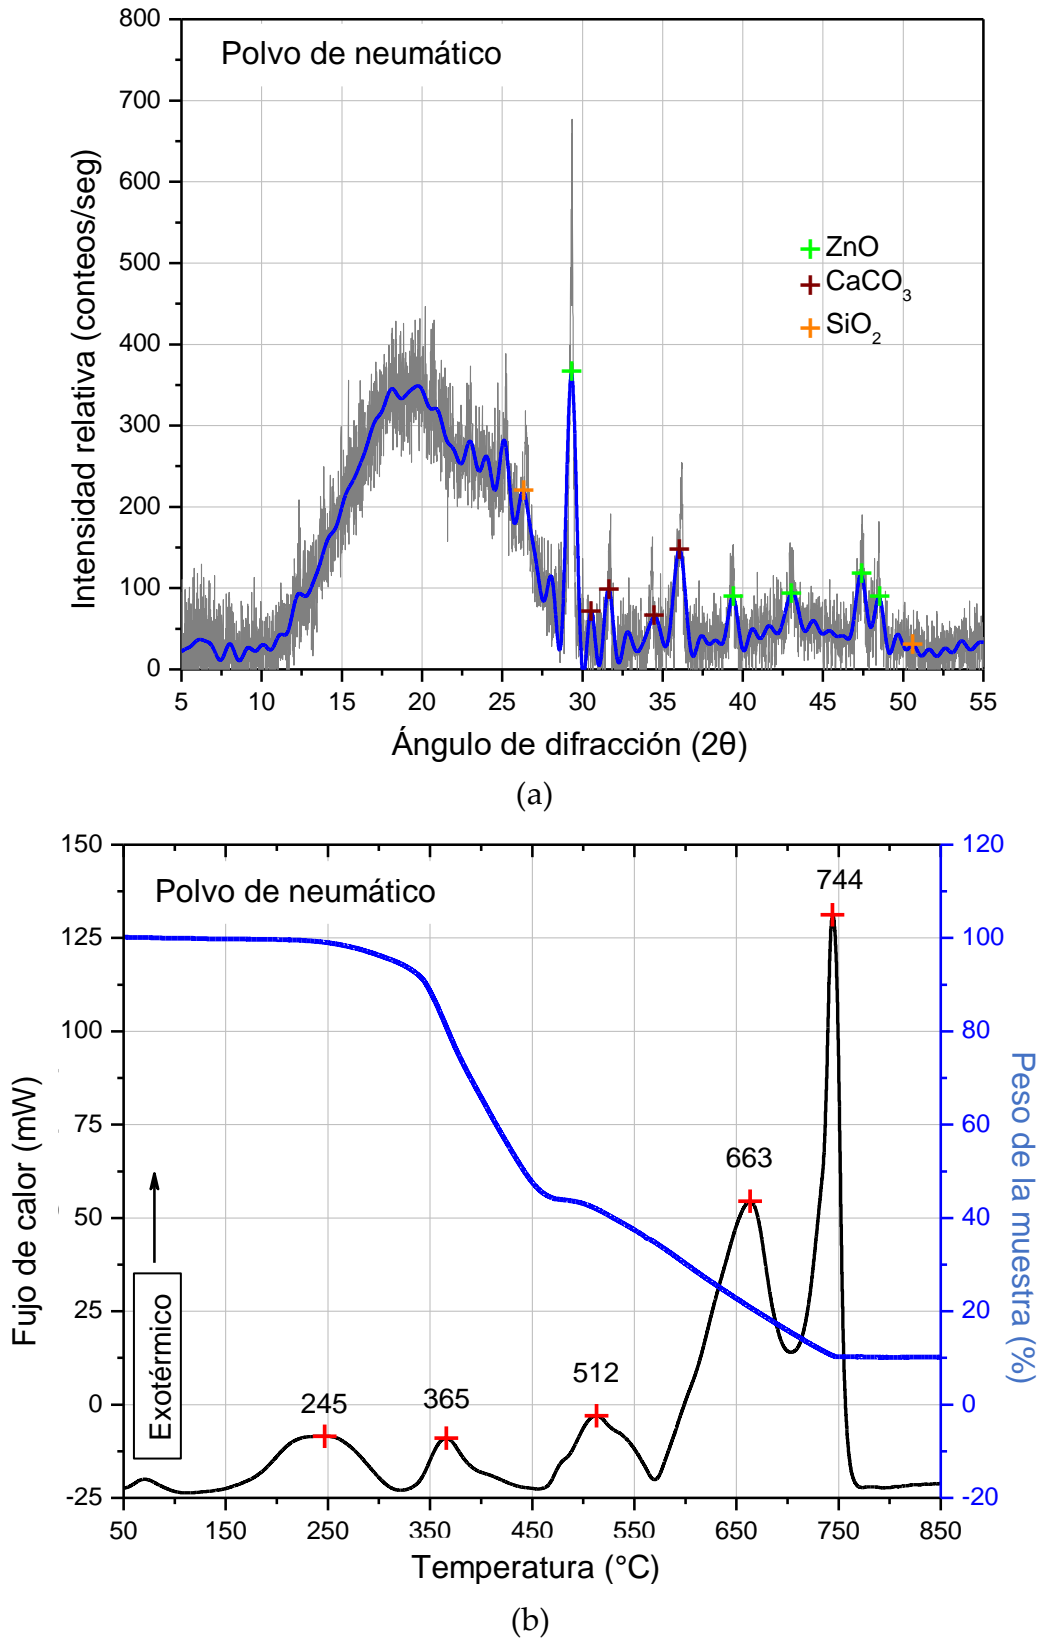 Polvo de neumático
800
700
600
500
400
300
200
100
0
Intensidad relativa (conteos/seg)
ZnO
CaCO3
SiO2
5 10 15 20 25 30 35 40 45 50 55
Ángulo de difracción (2θ)
(a)
Polvo de neumático
150
125
100
75
50
25
0
-25
Fujo de calor (mW)
Exotérmico
245
365
512
663
744
120
100
80
60
40
20
0
-20
Peso de la muestra (%)
50 150 250 350 450 550 650 750 850
Temperatura (°C)
(b)